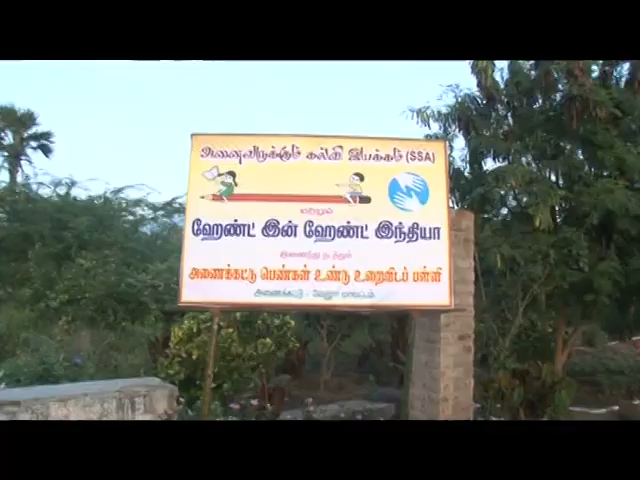 அனைவருக்கும் கல்வி இயக்கம் (SSA)
மற்றும்
ஹேண்ட் இன் ஹேண்ட் இந்தியா
இணைந்து நடத்தும்
அணைக்கட்டு பெண்கள் உண்டு உறைவிடப் பள்ளி
அணைக்கட்டு - வேலூர் மாவட்டம்